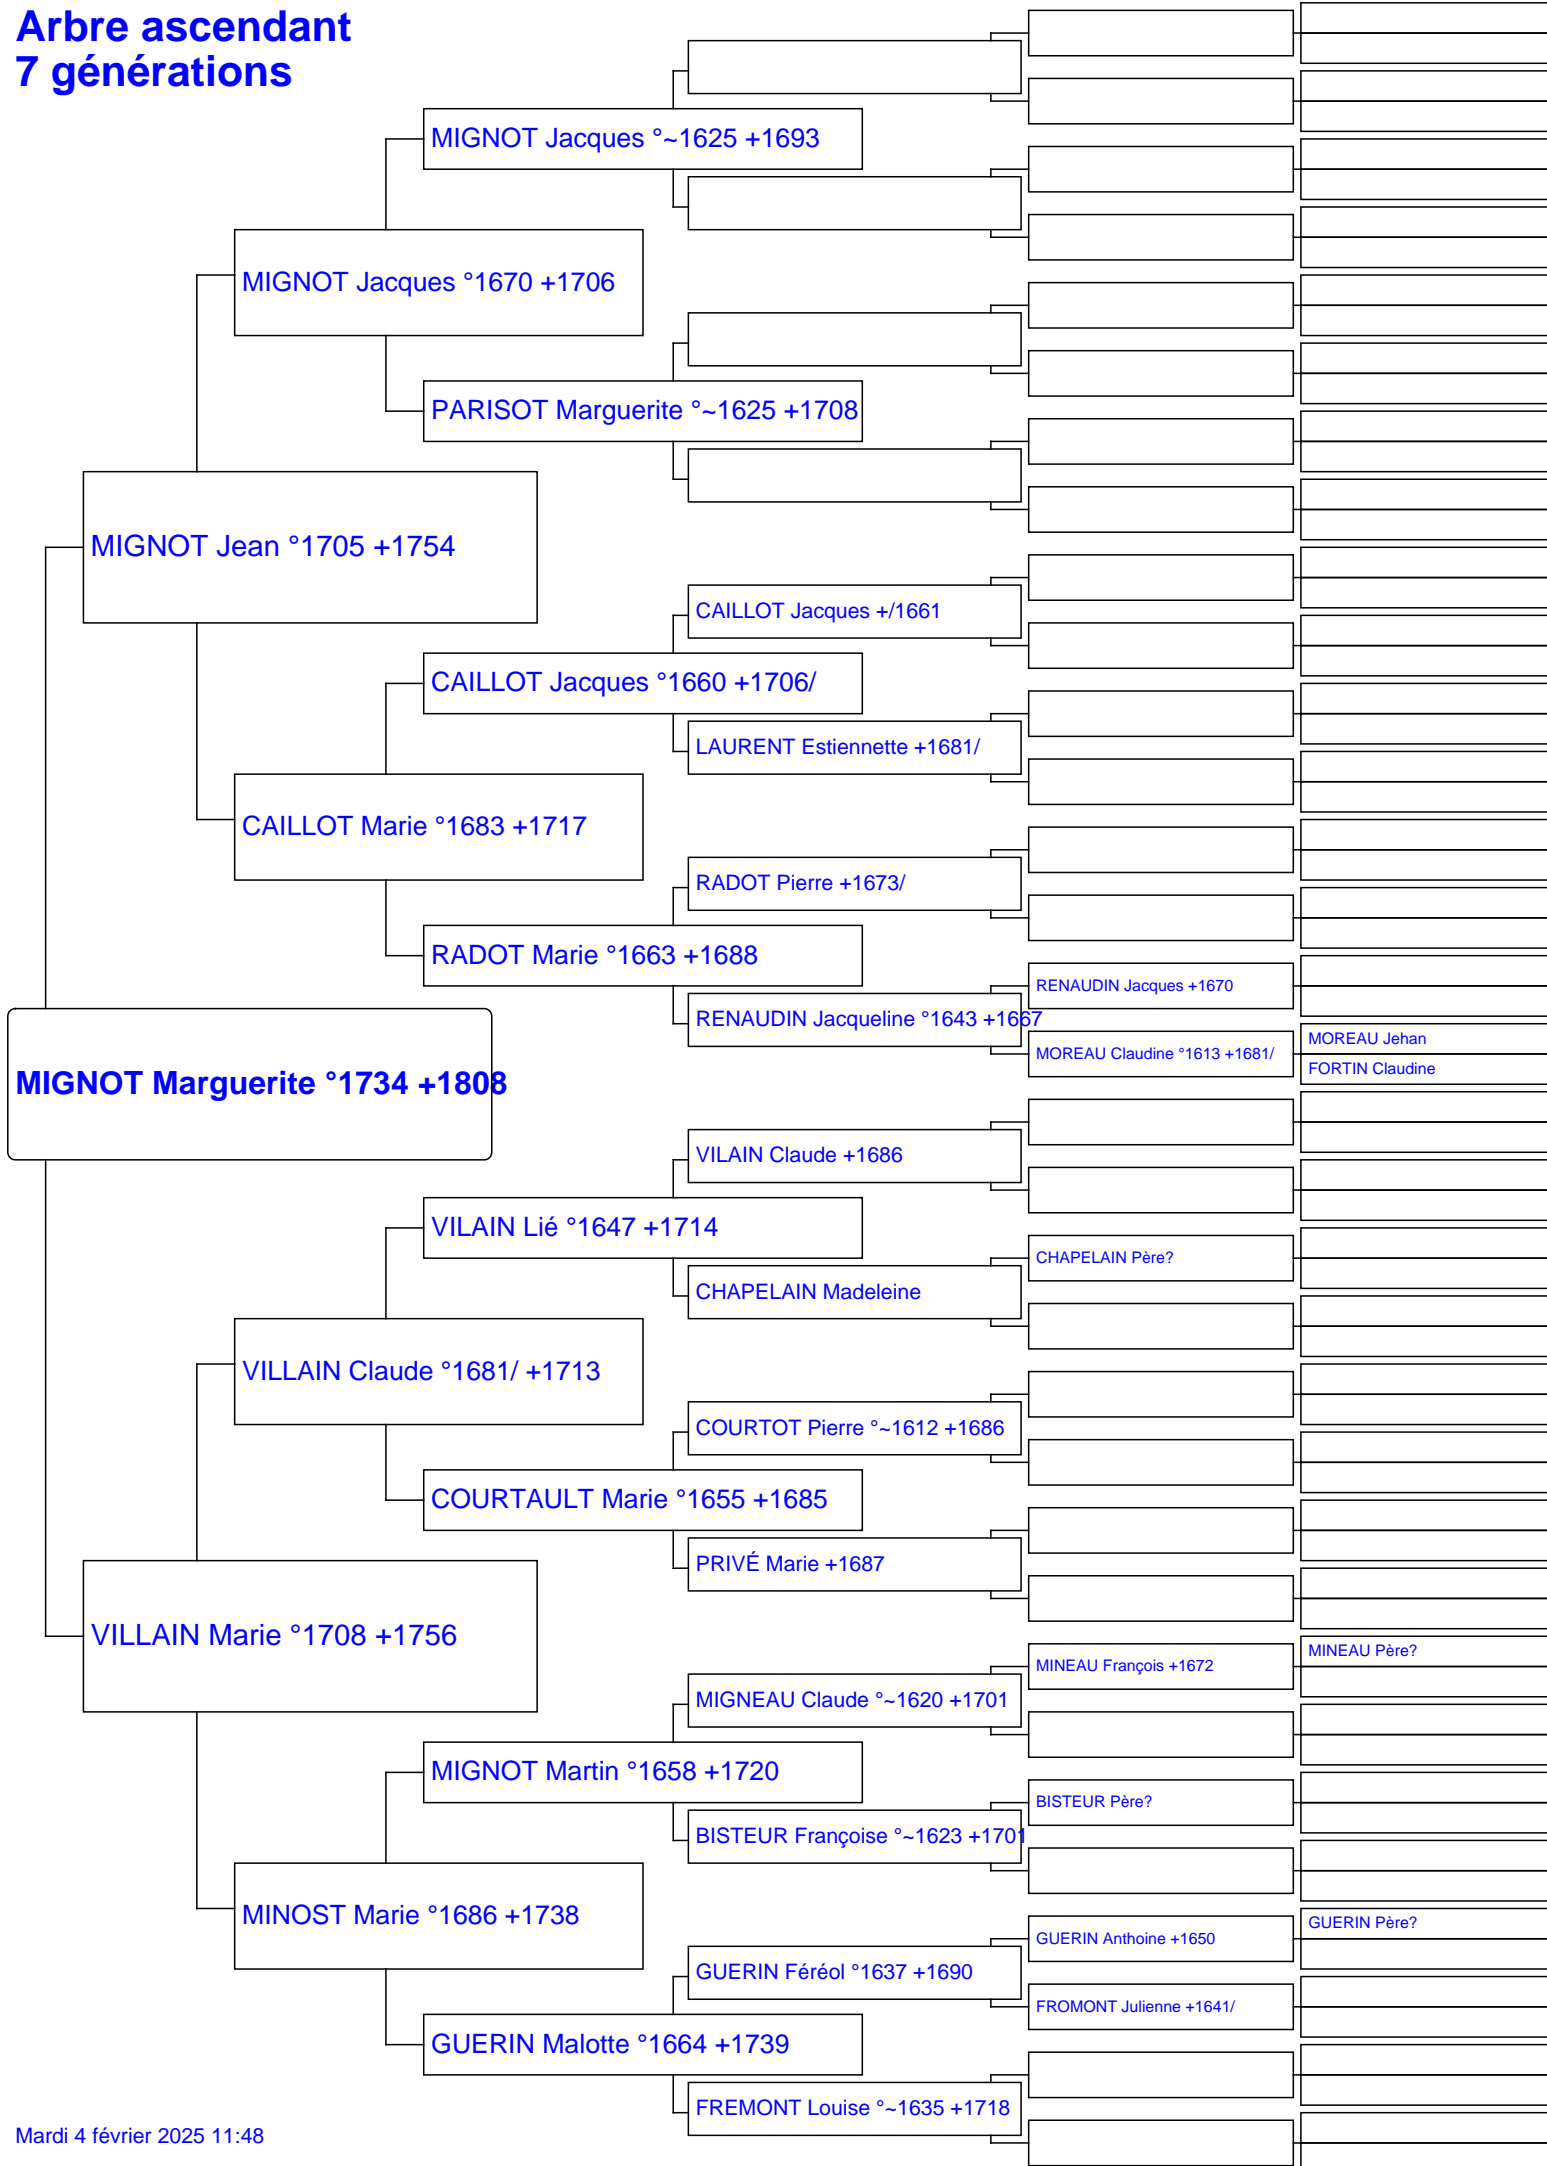 Arbre ascendant
7 générations
MIGNOT Jacques °~1625 +1693
MIGNOT Jacques °1670 +1706
PARISOT Marguerite °~1625 +1708
MIGNOT Jean °1705 +1754
CAILLOT Jacques +/1661
CAILLOT Jacques °1660 +1706/
LAURENT Estiennette +1681/
CAILLOT Marie °1683 +1717
RADOT Pierre +1673/
RADOT Marie °1663 +1688
RENAUDIN Jacques +1670
RENAUDIN Jacqueline °1643 +1667
MOREAU Jehan
MOREAU Claudine °1613 +1681/
FORTIN Claudine
MIGNOT Marguerite °1734 +1808
VILAIN Claude +1686
VILAIN Lié °1647 +1714
CHAPELAIN Père?
CHAPELAIN Madeleine
VILLAIN Claude °1681/ +1713
COURTOT Pierre °~1612 +1686
COURTAULT Marie °1655 +1685
PRIVÉ Marie +1687
VILLAIN Marie °1708 +1756
MINEAU Père?
MINEAU François +1672
MIGNEAU Claude °~1620 +1701
MIGNOT Martin °1658 +1720
BISTEUR Père?
BISTEUR Françoise °~1623 +1701
MINOST Marie °1686 +1738
GUERIN Père?
GUERIN Anthoine +1650
GUERIN Féréol °1637 +1690
FROMONT Julienne +1641/
GUERIN Malotte °1664 +1739
FREMONT Louise °~1635 +1718
Mardi 4 février 2025 11:48